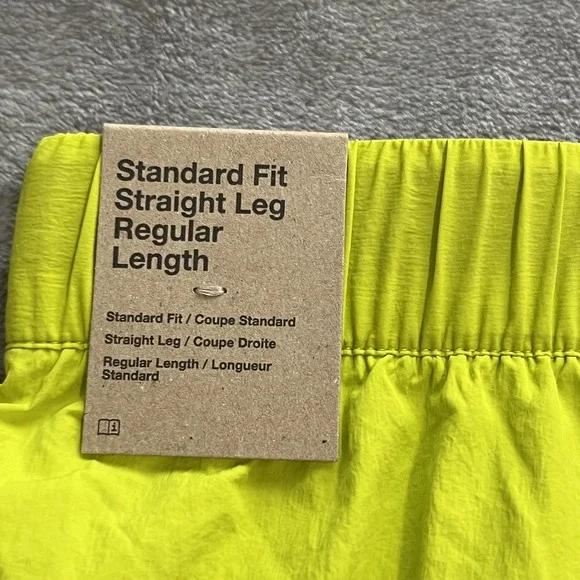 Standard Fit
Straight Leg
Regular
Length
Standard Fit / Coupe Standard
Straight Leg / Coupe Droite
Regular Length / Longueur
Standard
i